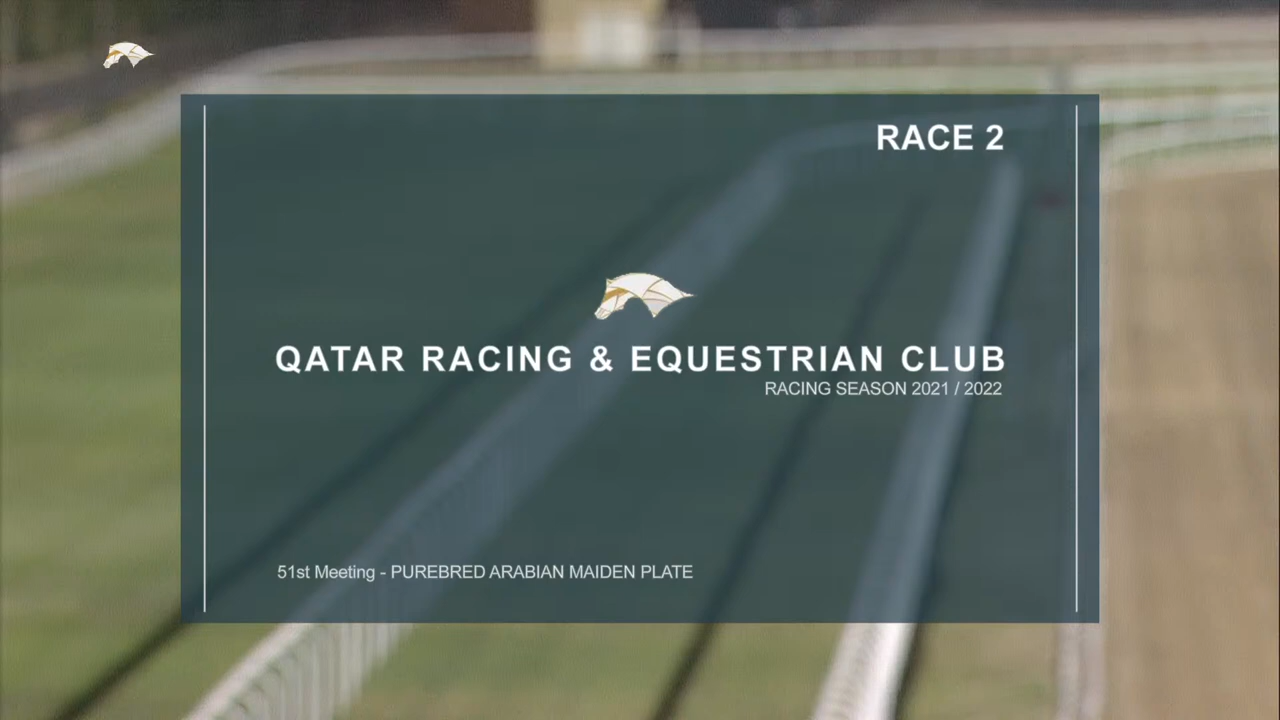 RACE 2
QATAR RACING & EQUESTRIAN CLUB
RACING SEASON 2021 / 2022
51st Meeting - PUREBRED ARABIAN MAIDEN PLATE